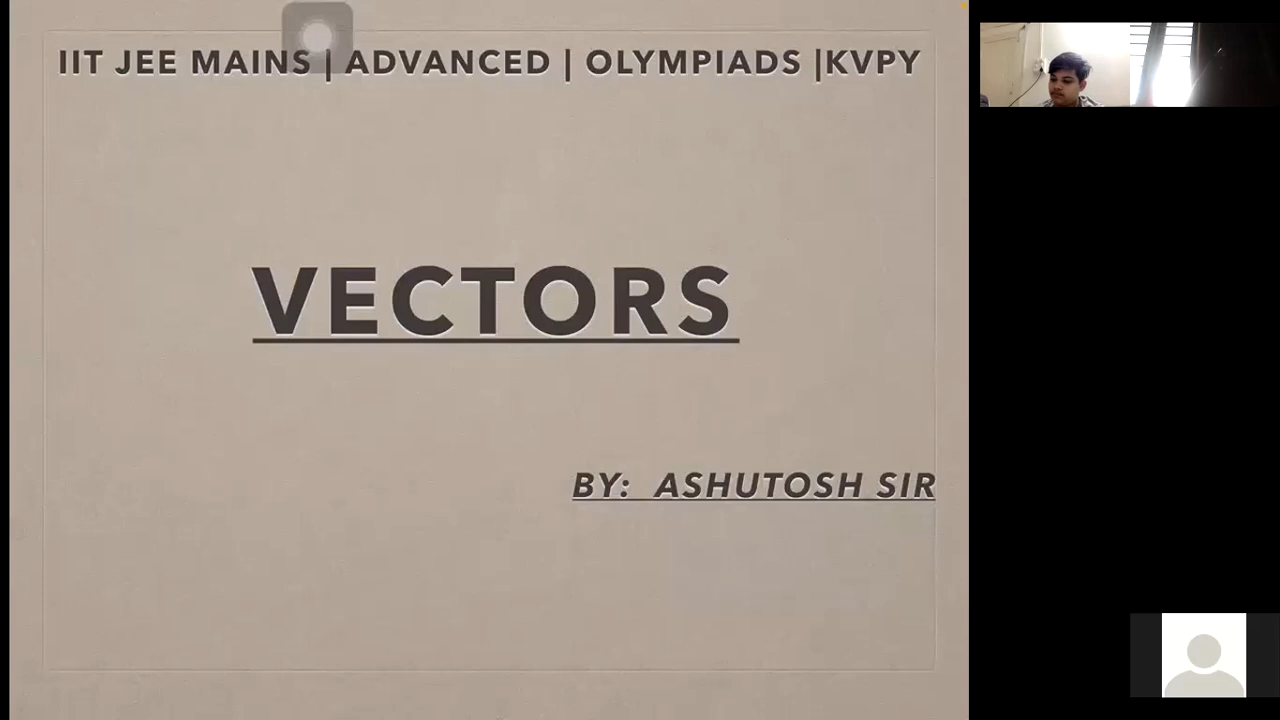 IIT JEE MAINS | ADVANCED | OLYMPIADS |KVPY
VECTORS
BY: ASHUTOSH SIR